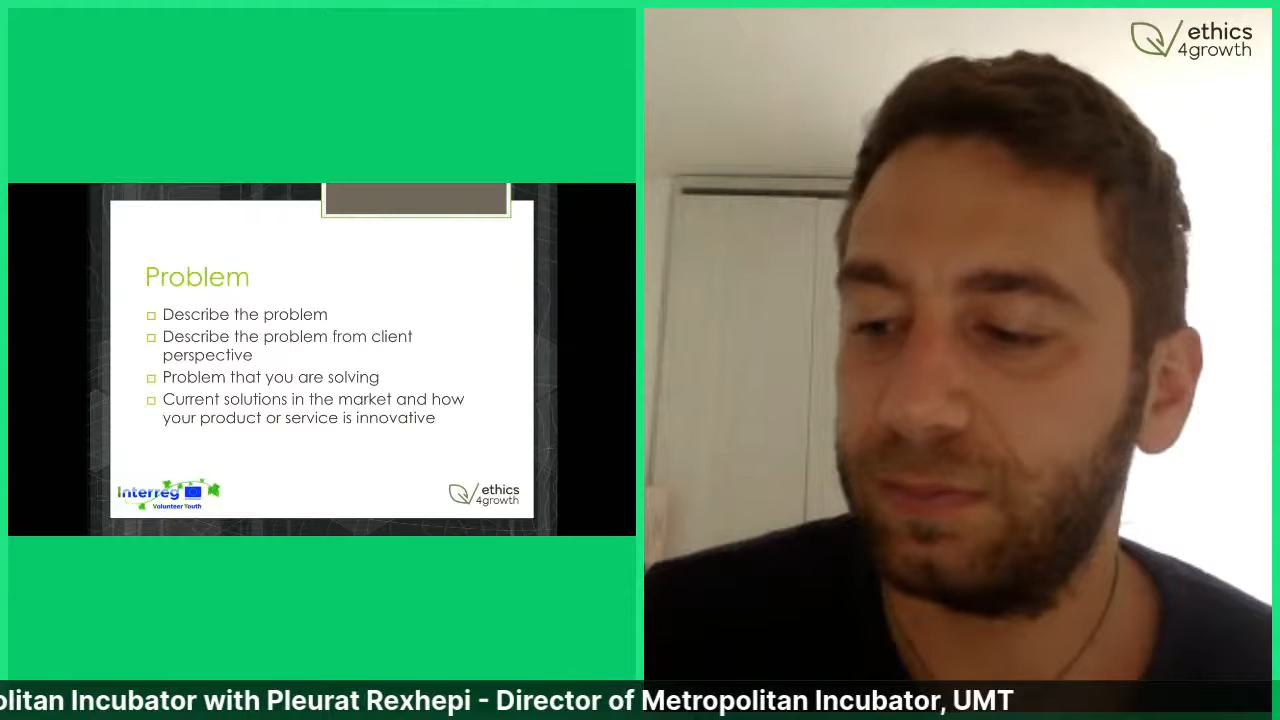 ethics
4growth
Problem
Describe the problem
Describe the problem from client
perspective
Problem that you are solving
Current solutions in the market and how
your product or service is innovative
Interreg
Volunteer Youth
ethics
4growth
olitan Incubator with Pleurat Rexhepi - Director of Metropolitan Incubator, UMT